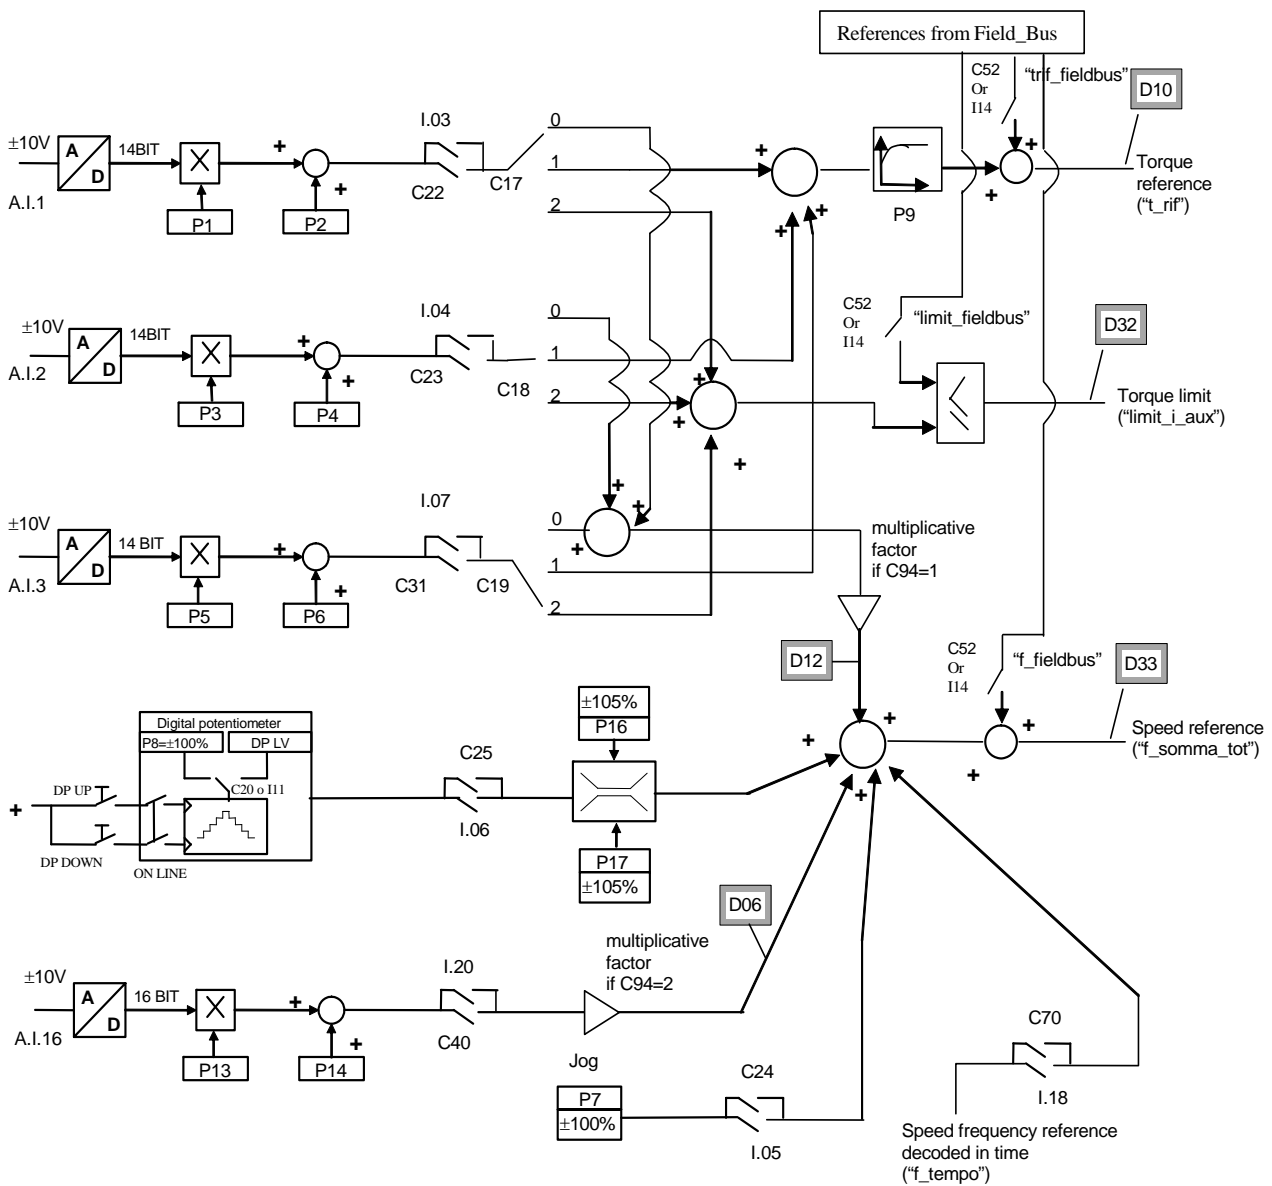 References from Field_Bus
C52
Or
I14
“trif_fieldbus”
D10
±10V
A
D
14BIT
X
+
+
I.03
C22
C17
0
1
2
A.I.1
P1
P2
+
+
+
P9
+
+
Torque
reference
(“t_rif”)
±10V
A
D
14BIT
X
+
+
I.04
C23
C18
0
1
2
A.I.2
P3
P4
+
+
+
C52
Or
I14
“limit_fieldbus”
D32
<
Torque limit
(“limit_i_aux”)
±10V
A
D
14 BIT
X
+
+
I.07
C31
C19
0
1
2
A.I.3
P5
P6
+
+
+
multiplicative
factor
if C94=1
D12
C52
Or
I14
“f_fieldbus”
D33
Speed reference
(“f_somma_tot”)
+
+
+
+
+
Digital potentiometer
P8=±100%
DP LV
C20 o I11
DP UP
+
DP DOWN
ON LINE
C25
I.06
±105%
P16
P17
±105%
D06
multiplicative
factor
if C94=2
±10V
A
D
16 BIT
X
+
+
I.20
C40
A.I.16
P13
P14
Jog
P7
±100%
C24
I.05
C70
I.18
Speed frequency reference
decoded in time
(“f_tempo”)